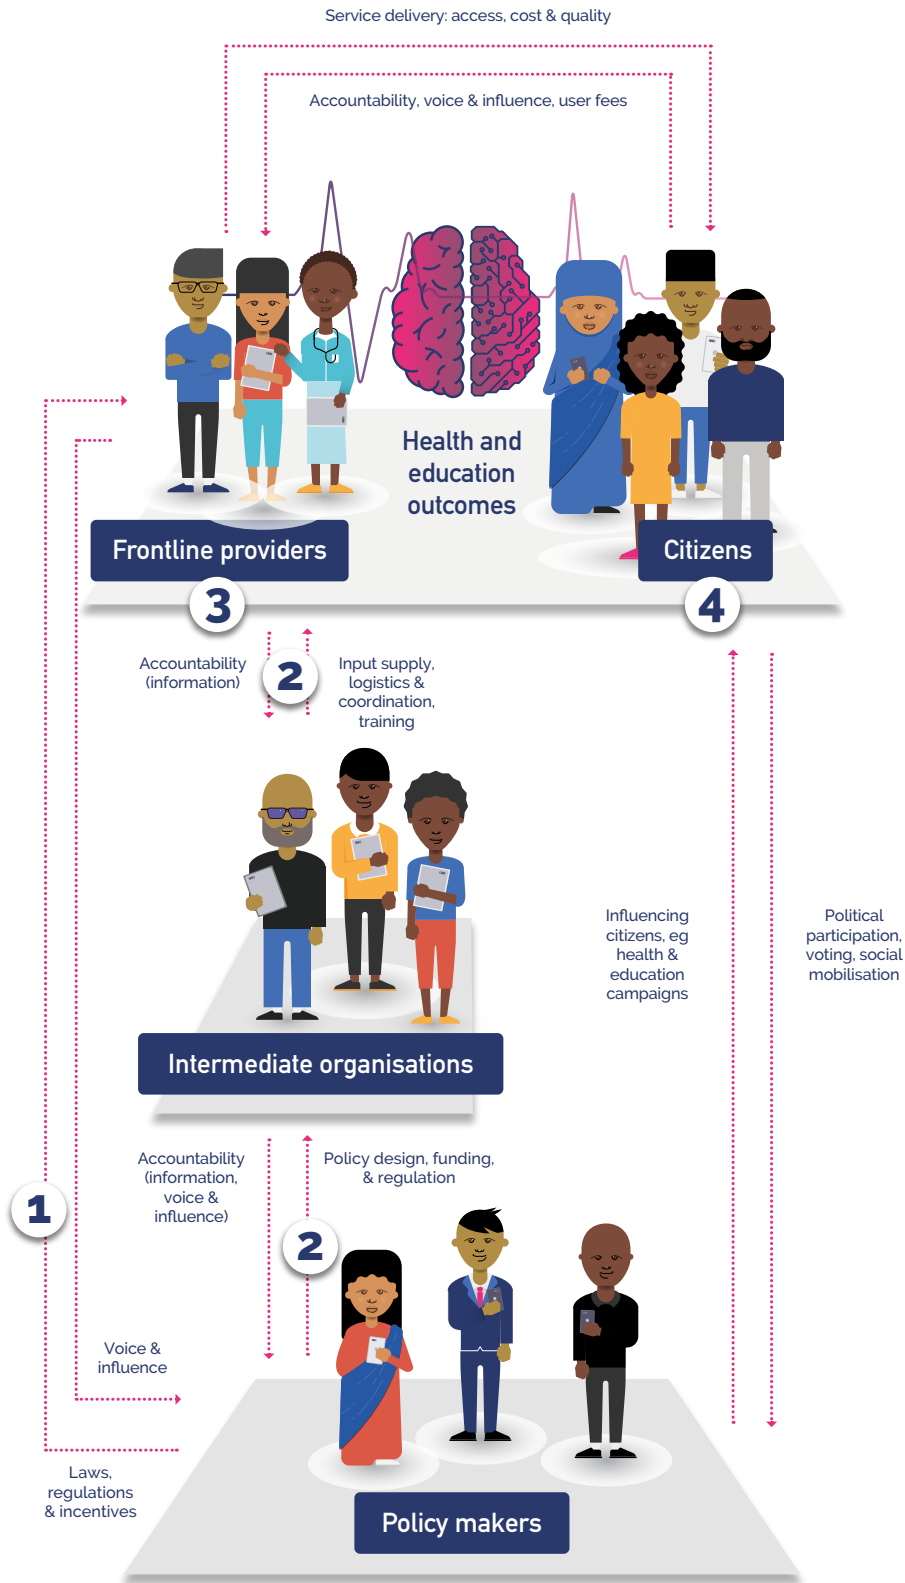 Service delivery: access, cost & quality
Accountability, voice & influence, user fees
Health and
education
outcomes
Frontline providers
Citizens
3
4
Accountability
(information)
2
Input supply,
logistics &
coordination,
training
Influencing
citizens, eg
health &
education
campaigns
Political
participation,
voting, social
mobilisation
Intermediate organisations
Accountability
(information,
voice &
influence)
Policy design, funding,
& regulation
1
2
Voice &
influence
Laws,
regulations
& incentives
Policy makers